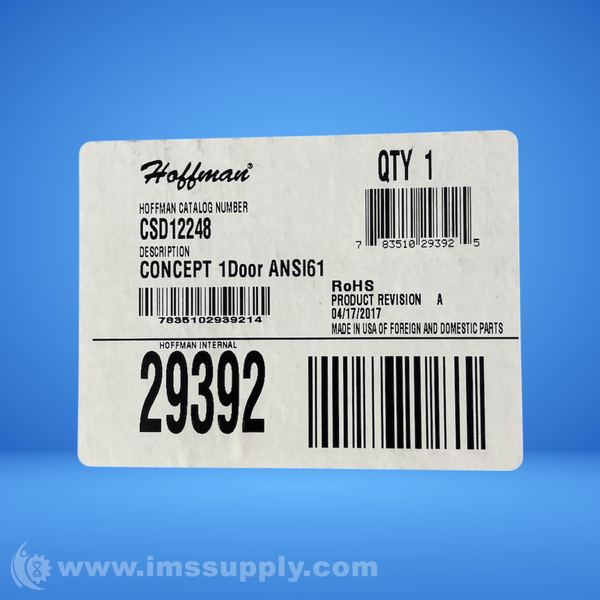 Hoffman®
QTY 1
HOFFMAN CATALOG NUMBER
CSD12248
DESCRIPTION
CONCEPT 1Door ANSI61
7 83510 29392 5
7835102939214
RoHS
PRODUCT REVISION A
04/17/2017
MADE IN USA OF FOREIGN AND DOMESTIC PARTS
HOFFMAN INTERNAL
29392
www.imssupply.com